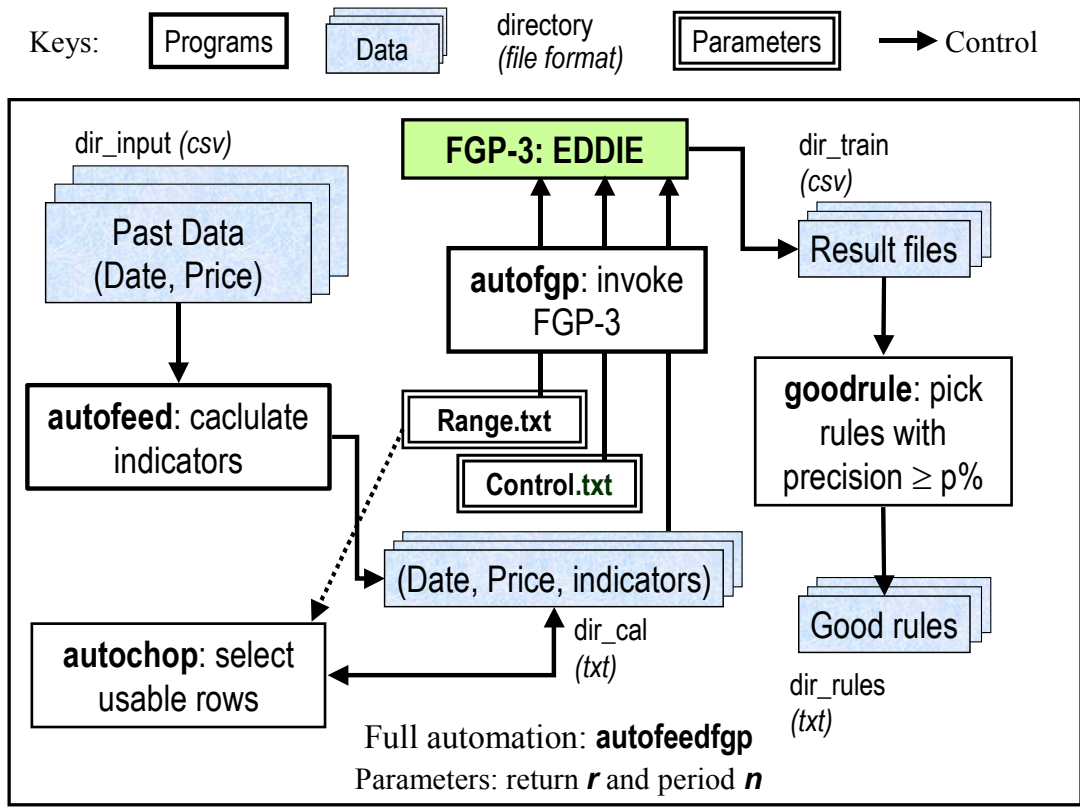 Keys:
Programs
Data
directory
(file format)
Parameters
Control
dir_input (csv)
Past Data
(Date, Price)
FGP-3: EDDIE
dir_train
(csv)
Result files
autofgp: invoke
FGP-3
autofeed: caclulate
indicators
Range.txt
Control.txt
goodrule: pick
rules with
precision ≥ p%
(Date, Price, indicators)
dir_cal
(txt)
Good rules
dir_rules
(txt)
autochop: select
usable rows
Full automation: autofeedfgp
Parameters: return r and period n